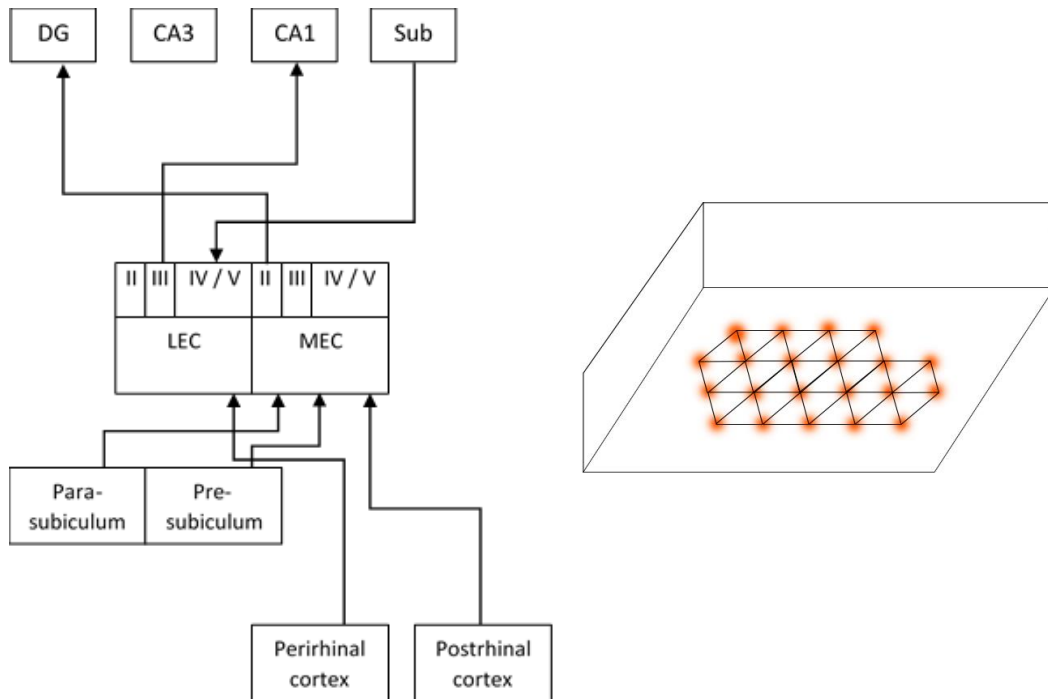 DG CA3 CA1 Sub
II III IV / V II III IV / V
LEC MEC
Para-
subiculum
Pre-
subiculum
Perirhinal
cortex
Postrhinal
cortex